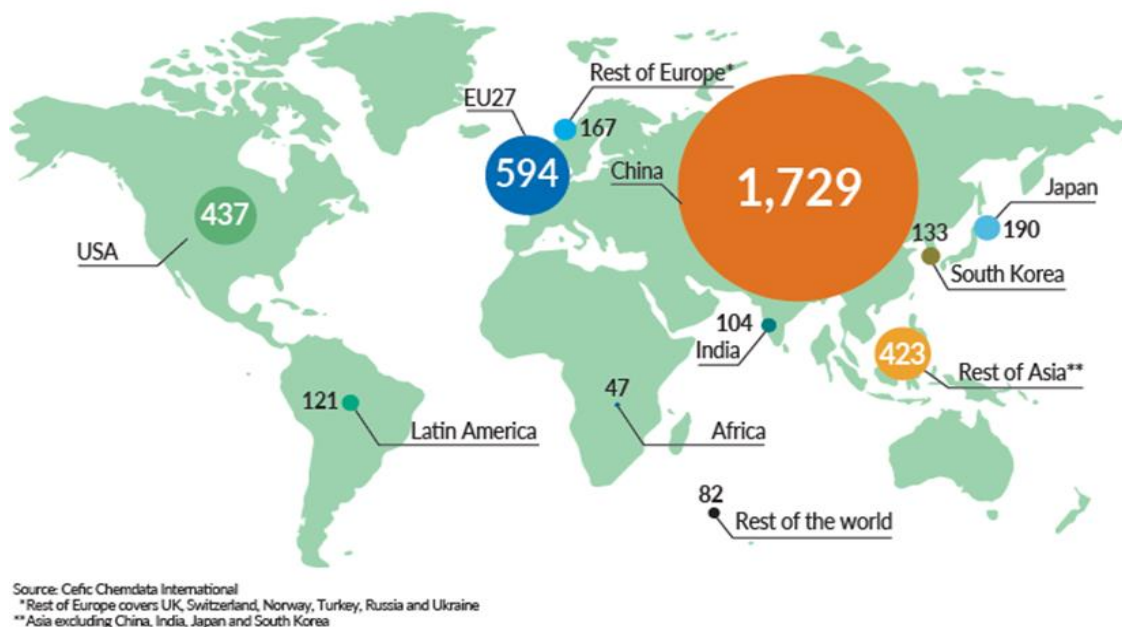 Rest of Europe*
EU27
167
594
China
1,729
Japan
437
133
190
USA
South Korea
104
India
423
Rest of Asia**
47
121
Latin America
Africa
82
Rest of the world
Source: Cefic Chemdata International
*Rest of Europe covers UK, Switzerland, Norway, Turkey, Russia and Ukraine
**Asia excluding China, India, Japan and South Korea